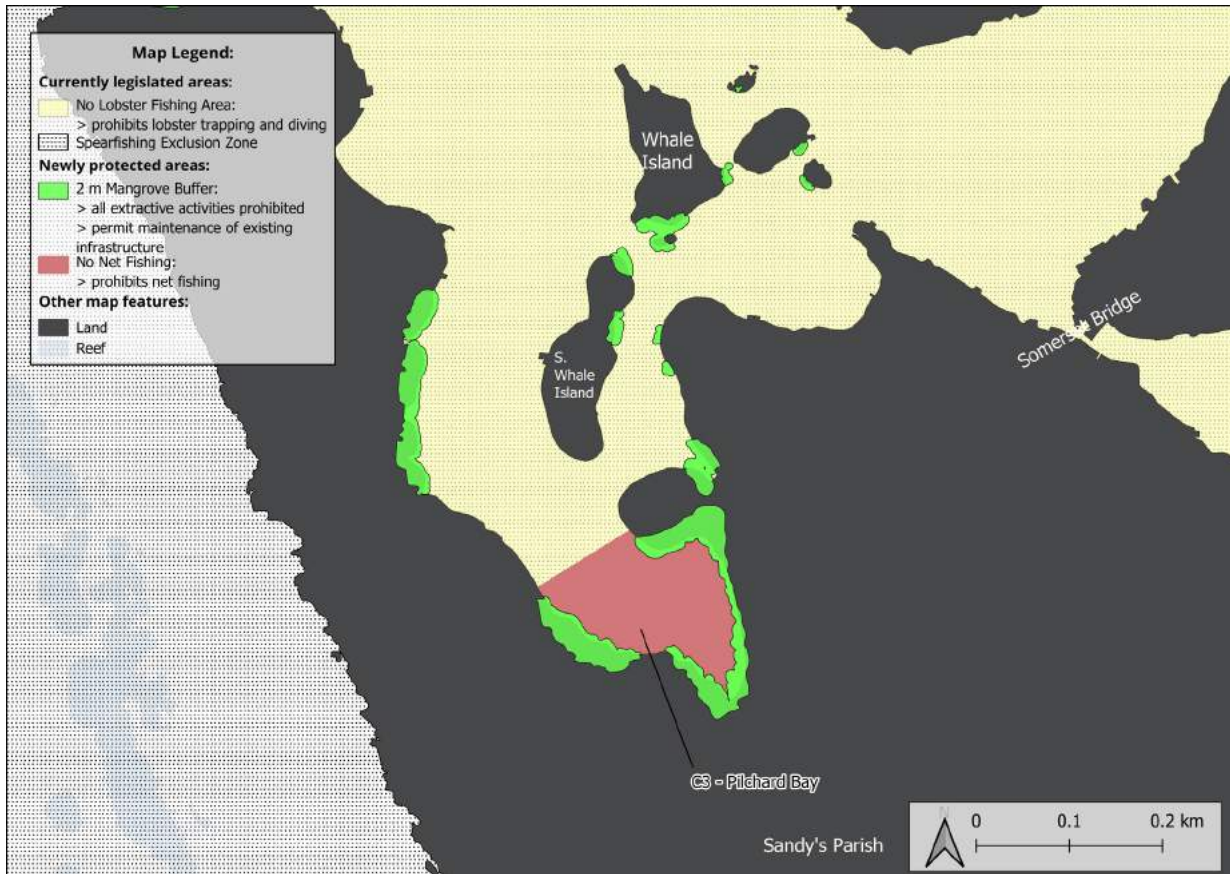 Map Legend:
Currently legislated areas:
No Lobster Fishing Area:
> prohibits lobster trapping and diving
Spearfishing Exclusion Zone
Newly protected areas:
2 m Mangrove Buffer:
> all extractive activities prohibited
> permit maintenance of existing
infrastructure
No Net Fishing:
> prohibits net fishing
Other map features:
Land
Reef
Whale
Island
S.
Whale
Island
Somerset Bridge
C3 - Pilchard Bay
Sandy's Parish
N
0 0.1 0.2 km